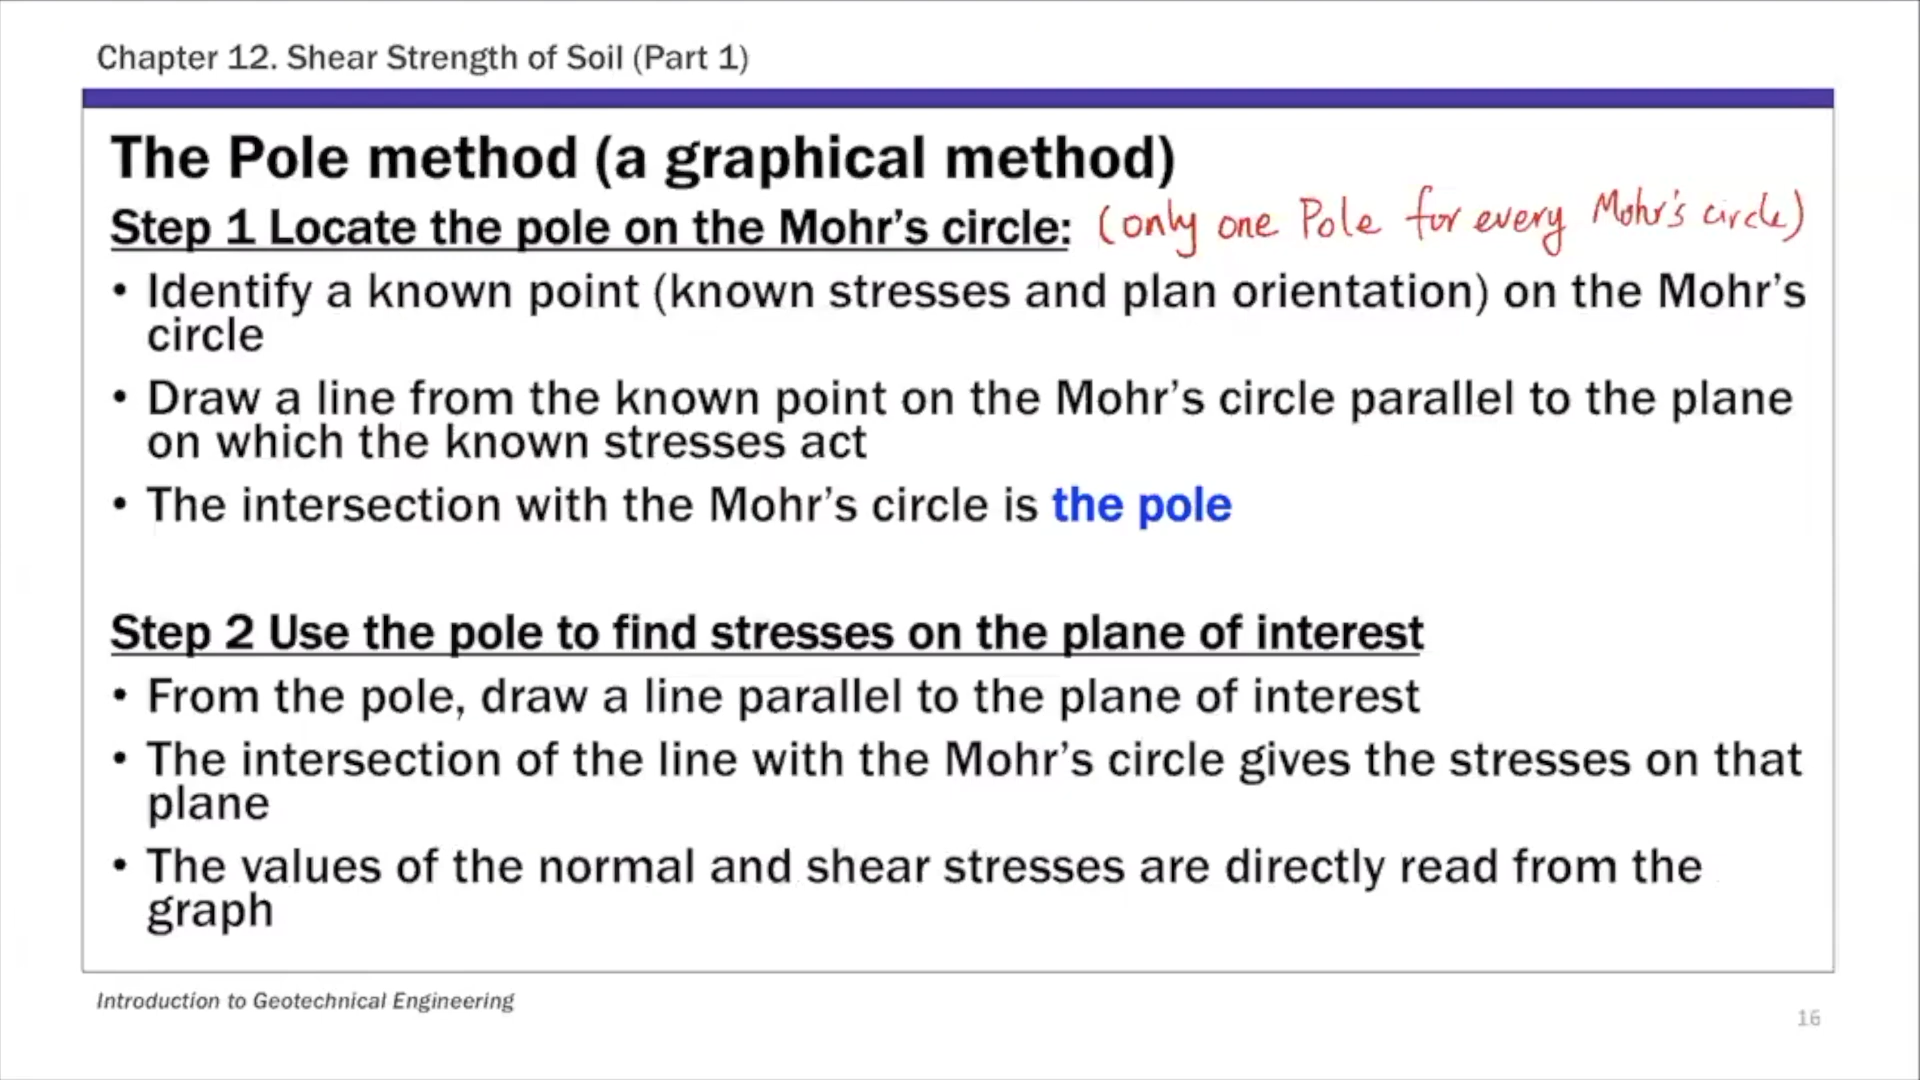 Chapter 12. Shear Strength of Soil (Part 1)
The Pole method (a graphical method)
Step 1 Locate the pole on the Mohr's circle: (only one Pole for every Mohr's circle)
• Identify a known point (known stresses and plan orientation) on the Mohr's
circle
• Draw a line from the known point on the Mohr's circle parallel to the plane
on which the known stresses act
• The intersection with the Mohr's circle is the pole
Step 2 Use the pole to find stresses on the plane of interest
• From the pole, draw a line parallel to the plane of interest
• The intersection of the line with the Mohr's circle gives the stresses on that
plane
• The values of the normal and shear stresses are directly read from the
graph
Introduction to Geotechnical Engineering
16